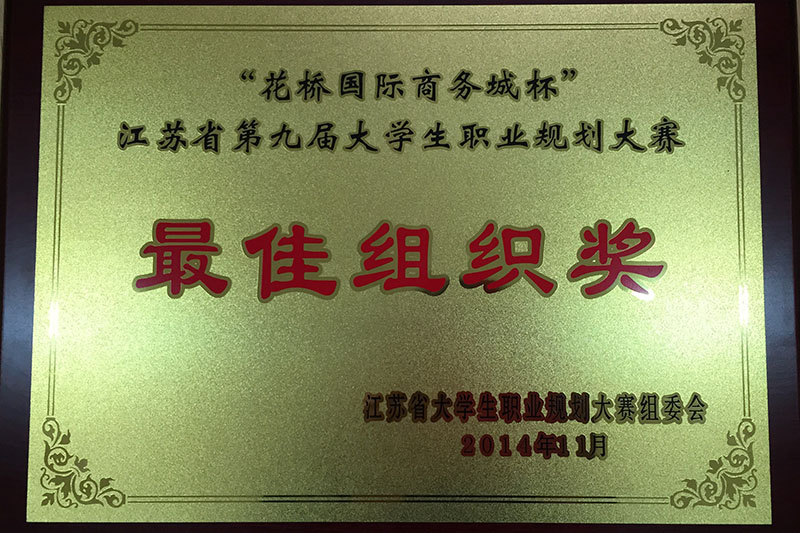 “花桥国际商务城杯”
江苏省第九届大学生职业规划大赛
最佳组织奖
江苏省大学生职业规划大赛组委会
2014年11月